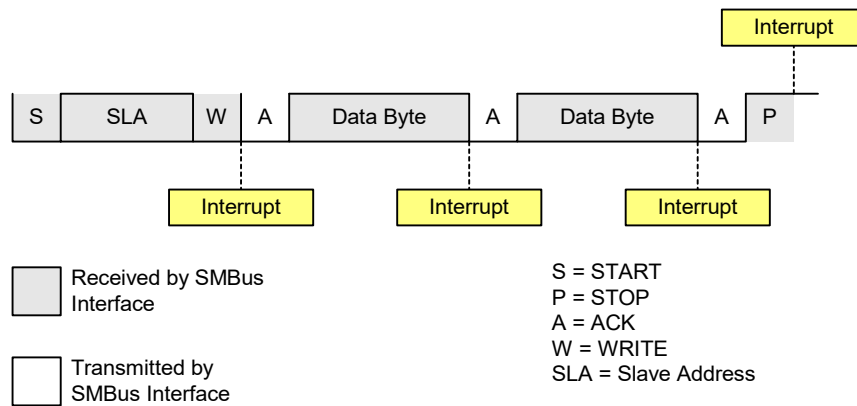 Interrupt
S SLA W A Data Byte A Data Byte A P
Interrupt Interrupt Interrupt
Received by SMBus
Interface
Transmitted by
SMBus Interface
S = START
P = STOP
A = ACK
W = WRITE
SLA = Slave Address